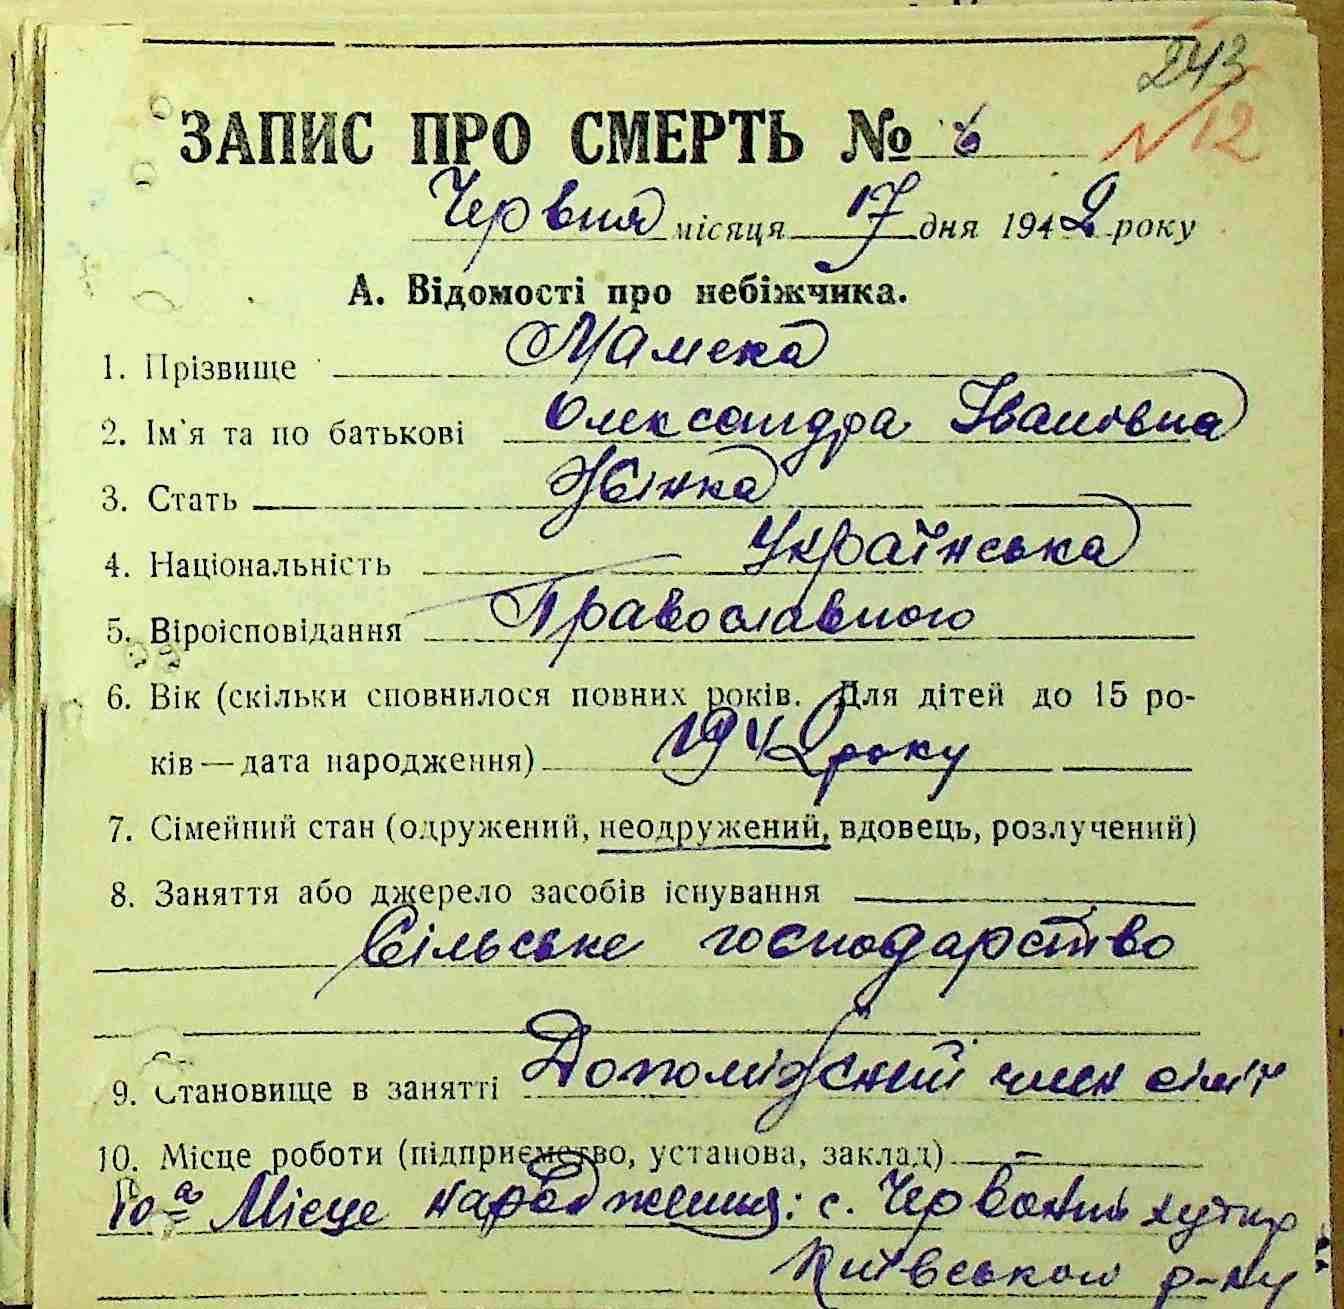 243
N 12
ЗАПИС ПРО СМЕРТЬ № 6
Червня місяця 17 дня 1942 року
А. Відомості про небіжчика.
1. Прізвище Мамека
2. Ім'я та по батькові Олександра Івановна
3. Стать Жінка
4. Національність Українська
5. Віроісповідання Православного
6. Вік (скільки сповнилося повних років. Для дітей до 15 ро-
ків — дата народження) 1942 року
7. Сімейний стан (одружений, неодружений, вдовець, розлучений)
8. Заняття або джерело засобів існування
Сільське господарство
9. Становище в занятті Допоміжний член сім'ї
10. Місце роботи (підприємство, установа, заклад) —
10а Місце народження: с. Червоний хутір
Київського р-ну